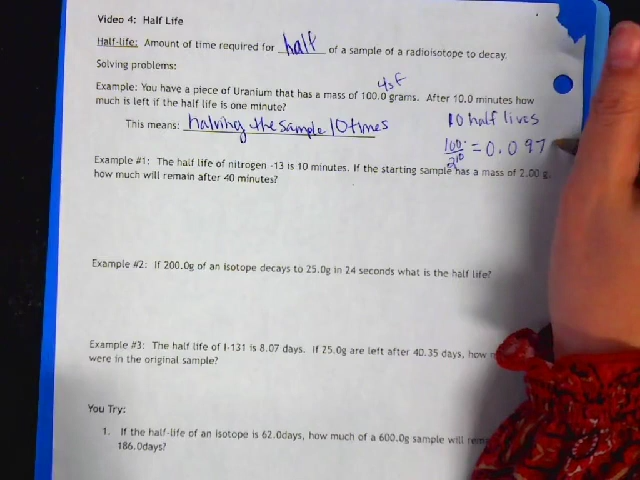 Video 4: Half Life
Half-life: Amount of time required for half of a sample of a radioisotope to decay.
Solving problems:
4sf
Example: You have a piece of Uranium that has a mass of 100.0 grams. After 10.0 minutes how
much is left if the half life is one minute?
10 half lives
This means: halving the sample 10 times
100/2^10 = 0.097
Example #1: The half life of nitrogen -13 is 10 minutes. If the starting sample has a mass of 2.00 g,
how much will remain after 40 minutes?
Example #2: If 200.0g of an isotope decays to 25.0g in 24 seconds what is the half life?
Example #3: The half life of I-131 is 8.07 days. If 25.0g are left after 40.35 days, how
were in the original sample?
You Try:
1. If the half-life of an isotope is 62.0days, how much of a 600.0g sample will
186.0days?